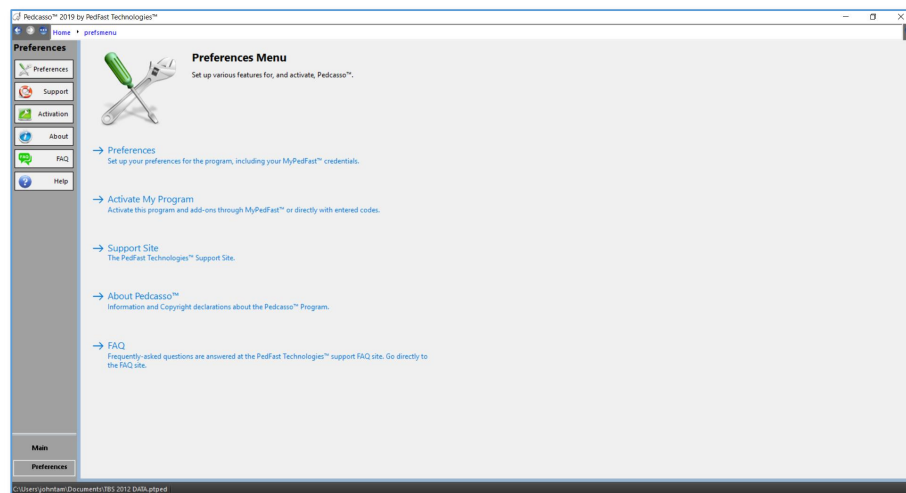 Pedcasso™ 2019 by PedFast Technologies™
Home prefsmenu
Preferences
Preferences
Support
Activation
About
FAQ
FAQ
Help
Preferences Menu
Set up various features for, and activate, Pedcasso™.
→ Preferences
Set up your preferences for the program, including your MyPedFast™ credentials.
→ Activate My Program
Activate this program and add-ons through MyPedFast™ or directly with entered codes.
→ Support Site
The PedFast Technologies™ Support Site.
→ About Pedcasso™
Information and Copyright declarations about the Pedcasso™ Program.
→ FAQ
Frequently-asked questions are answered at the PedFast Technologies™ support FAQ site. Go directly to
the FAQ site.
Main
Preferences
C:\Users\johntam\Documents\TBS 2012 DATA.ptped